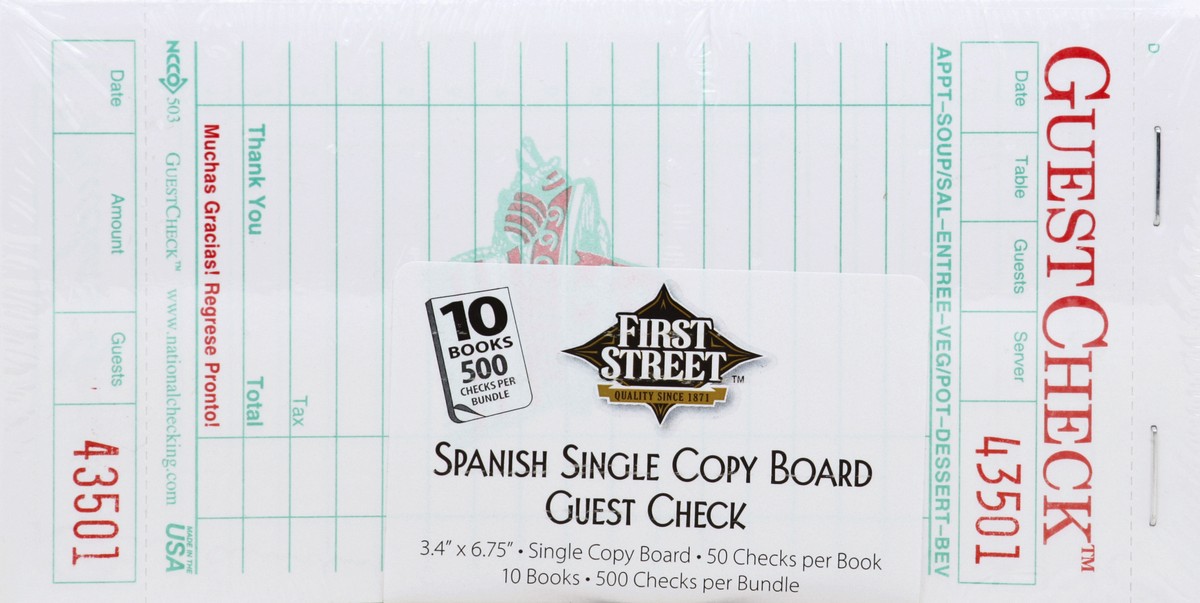 D
GUESTCHECK™
Date Table Guests Server 43501
APPT–SOUP/SAL–ENTREE–VEG/POT–DESSERT–BEV
Tax
Thank You Total
Muchas Gracias! Regrese Pronto!
NCCO 503 GUESTCHECK™ www.nationalchecking.com MADE IN THE USA
Date Amount Guests 43501
10
BOOKS
500
CHECKS PER
BUNDLE
FIRST
STREET™
QUALITY SINCE 1871
SPANISH SINGLE COPY BOARD
GUEST CHECK
3.4" x 6.75" • Single Copy Board • 50 Checks per Book
10 Books • 500 Checks per Bundle